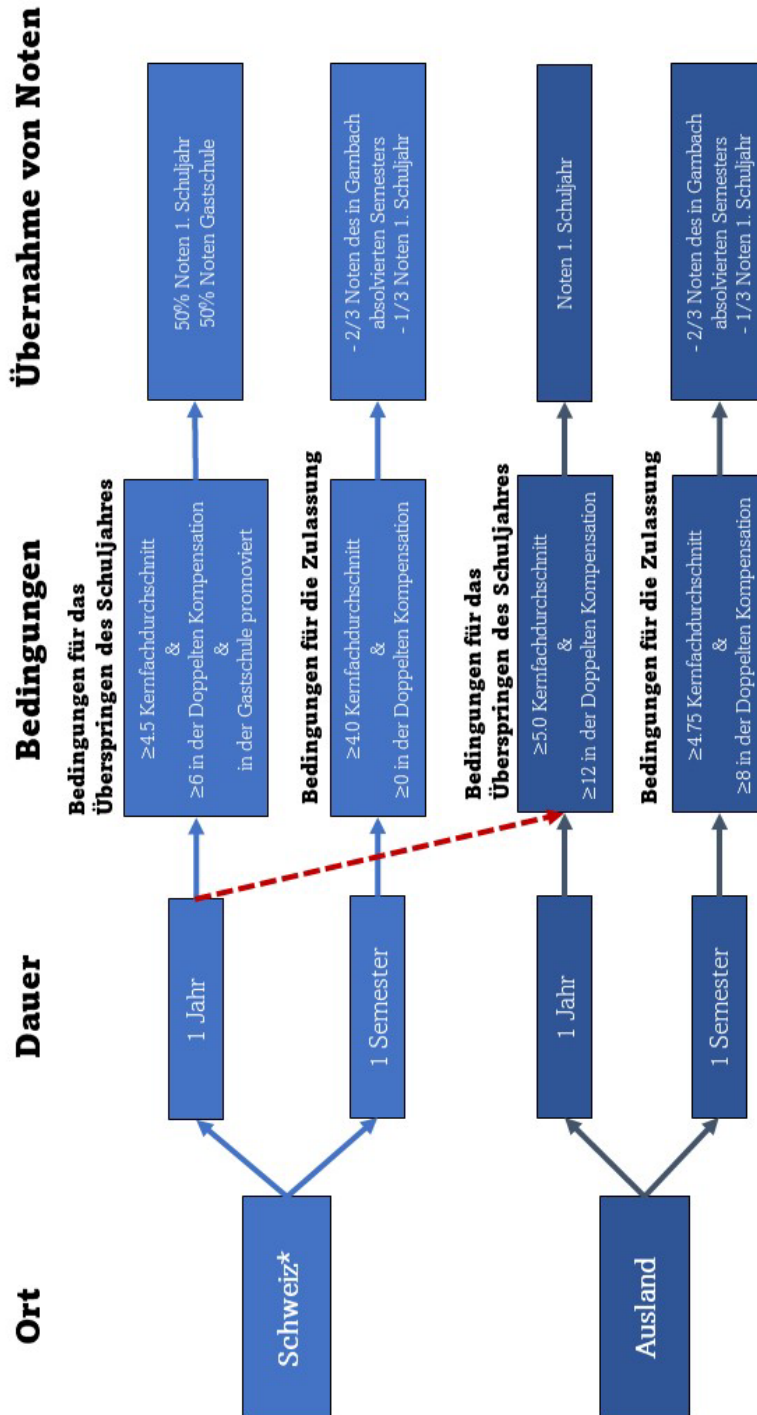 Ort
Dauer
Bedingungen
Übernahme von Noten
Schweiz*
1 Jahr
Bedingungen für das
Überspringen des Schuljahres
≥4.5 Kernfachdurchschnitt
&
≥6 in der Doppelten Kompensation
&
in der Gastschule promoviert
50% Noten 1. Schuljahr
50% Noten Gastschule
1 Semester
Bedingungen für die Zulassung
≥4.0 Kernfachdurchschnitt
&
≥0 in der Doppelten Kompensation
- 2/3 Noten des in Gambach
absolvierten Semesters
- 1/3 Noten 1. Schuljahr
Ausland
1 Jahr
Bedingungen für das
Überspringen des Schuljahres
≥5.0 Kernfachdurchschnitt
&
≥12 in der Doppelten Kompensation
Noten 1. Schuljahr
1 Semester
Bedingungen für die Zulassung
≥4.75 Kernfachdurchschnitt
&
≥8 in der Doppelten Kompensation
- 2/3 Noten des in Gambach
absolvierten Semesters
- 1/3 Noten 1. Schuljahr